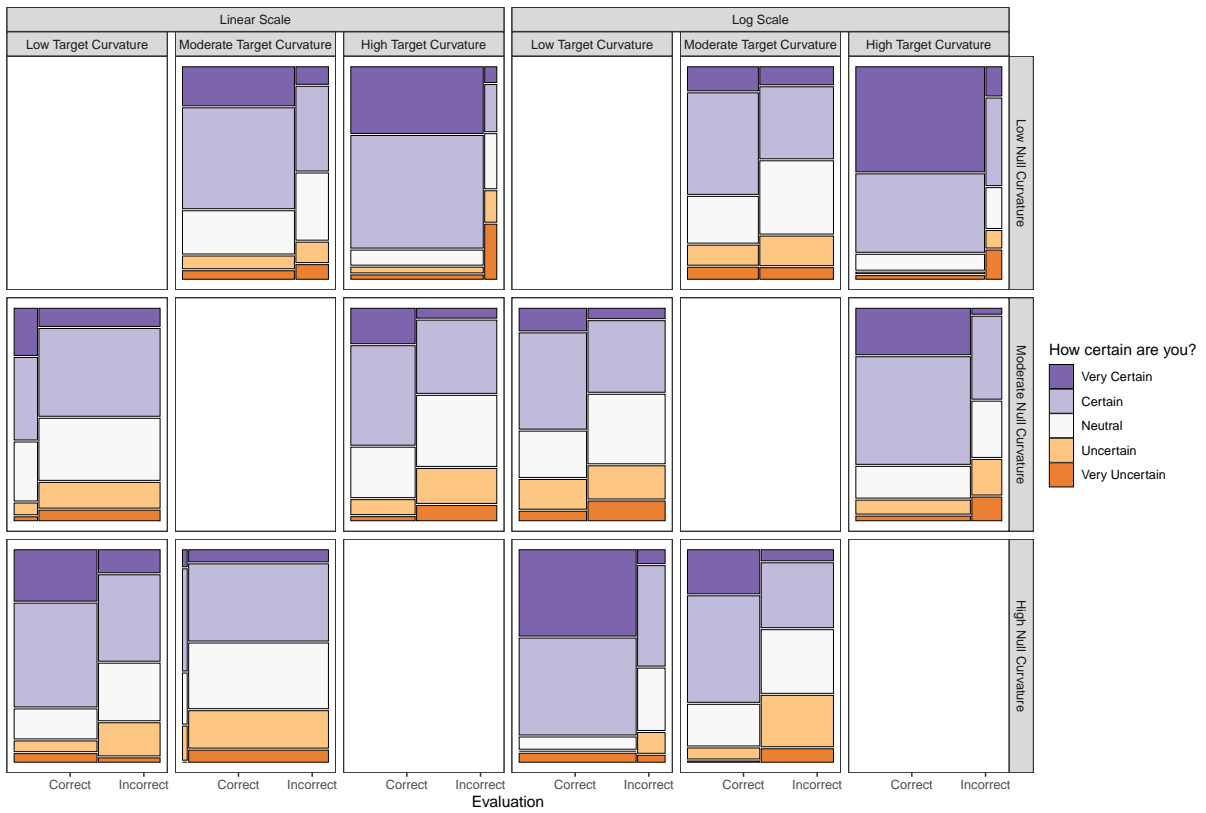 Linear Scale
Log Scale
Low Target Curvature
Moderate Target Curvature
High Target Curvature
Low Target Curvature
Moderate Target Curvature
High Target Curvature
Low Null Curvature
Moderate Null Curvature
High Null Curvature
How certain are you?
Very Certain
Certain
Neutral
Uncertain
Very Uncertain
Correct
Incorrect
Correct
Incorrect
Correct
Incorrect
Correct
Incorrect
Correct
Incorrect
Correct
Incorrect
Evaluation